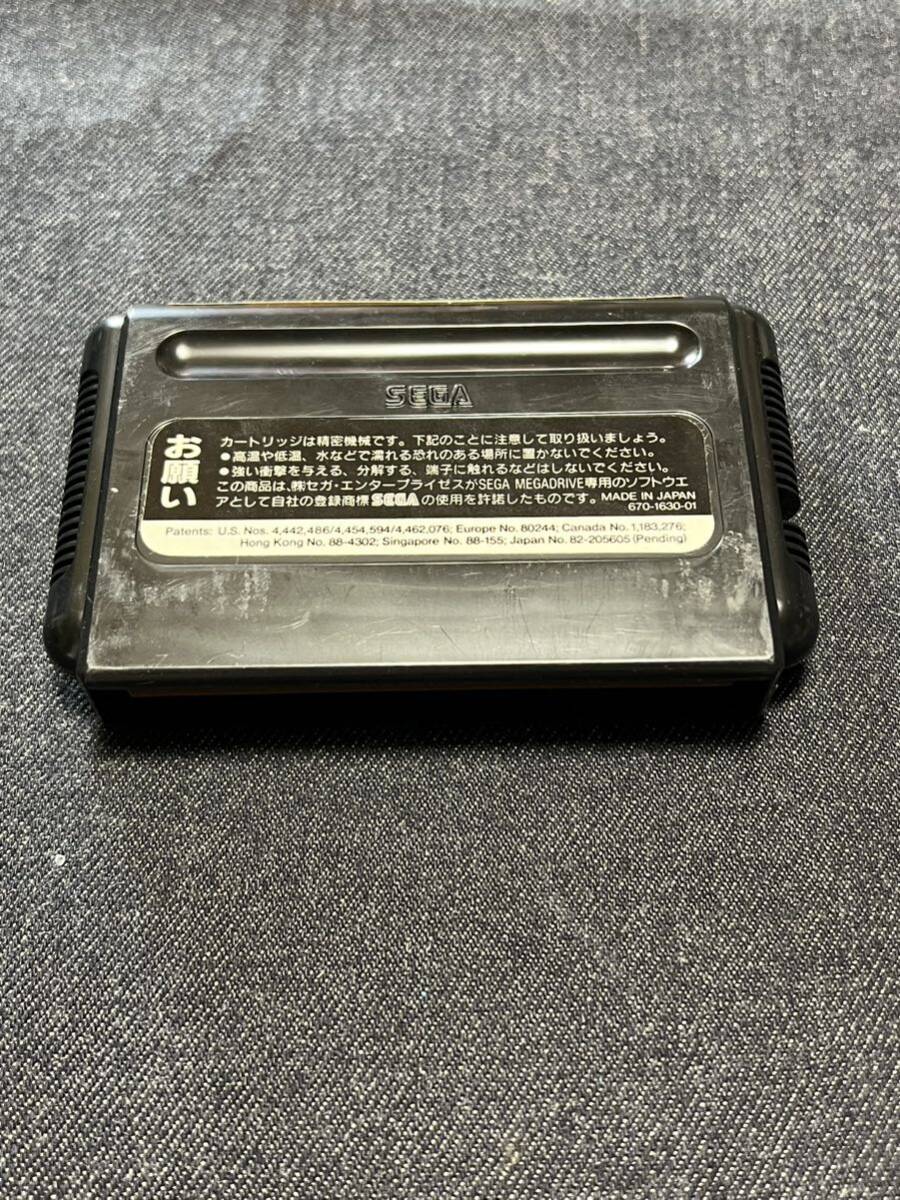 SEGA
お願い
カートリッジは精密機械です。下記のことに注意して取り扱いましょう。
●高温や低温、水などで濡れる恐れのある場所に置かないでください。
●強い衝撃を与える、分解する、端子に触れるなどはしないでください。
この商品は、㈱セガ・エンタープライゼスがSEGA MEGADRIVE専用のソフトウエ
アとして自社の登録商標SEGAの使用を許諾したものです。 MADE IN JAPAN
670-1630-01
Patents: U.S. Nos. 4,442,486/4,454,594/4,462,076; Europe No. 80244; Canada No. 1,183,276;
Hong Kong No. 88-4302; Singapore No. 88-155; Japan No. 82-205605 (Pending)